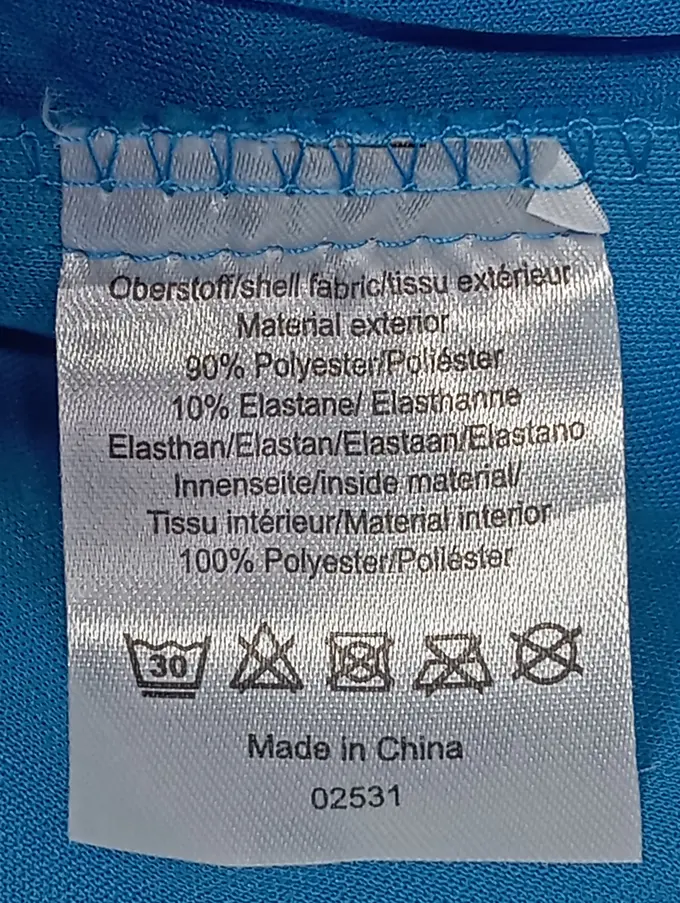 Oberstoff/shell fabric/tissu extérieur
Material exterior
90% Polyester/Poliéster
10% Elastane/ Elasthanne
Elasthan/Elastan/Elastaan/Elastano
Innenseite/inside material/
Tissu intérieur/Material interior
100% Polyester/Poliéster
30
Made in China
02531